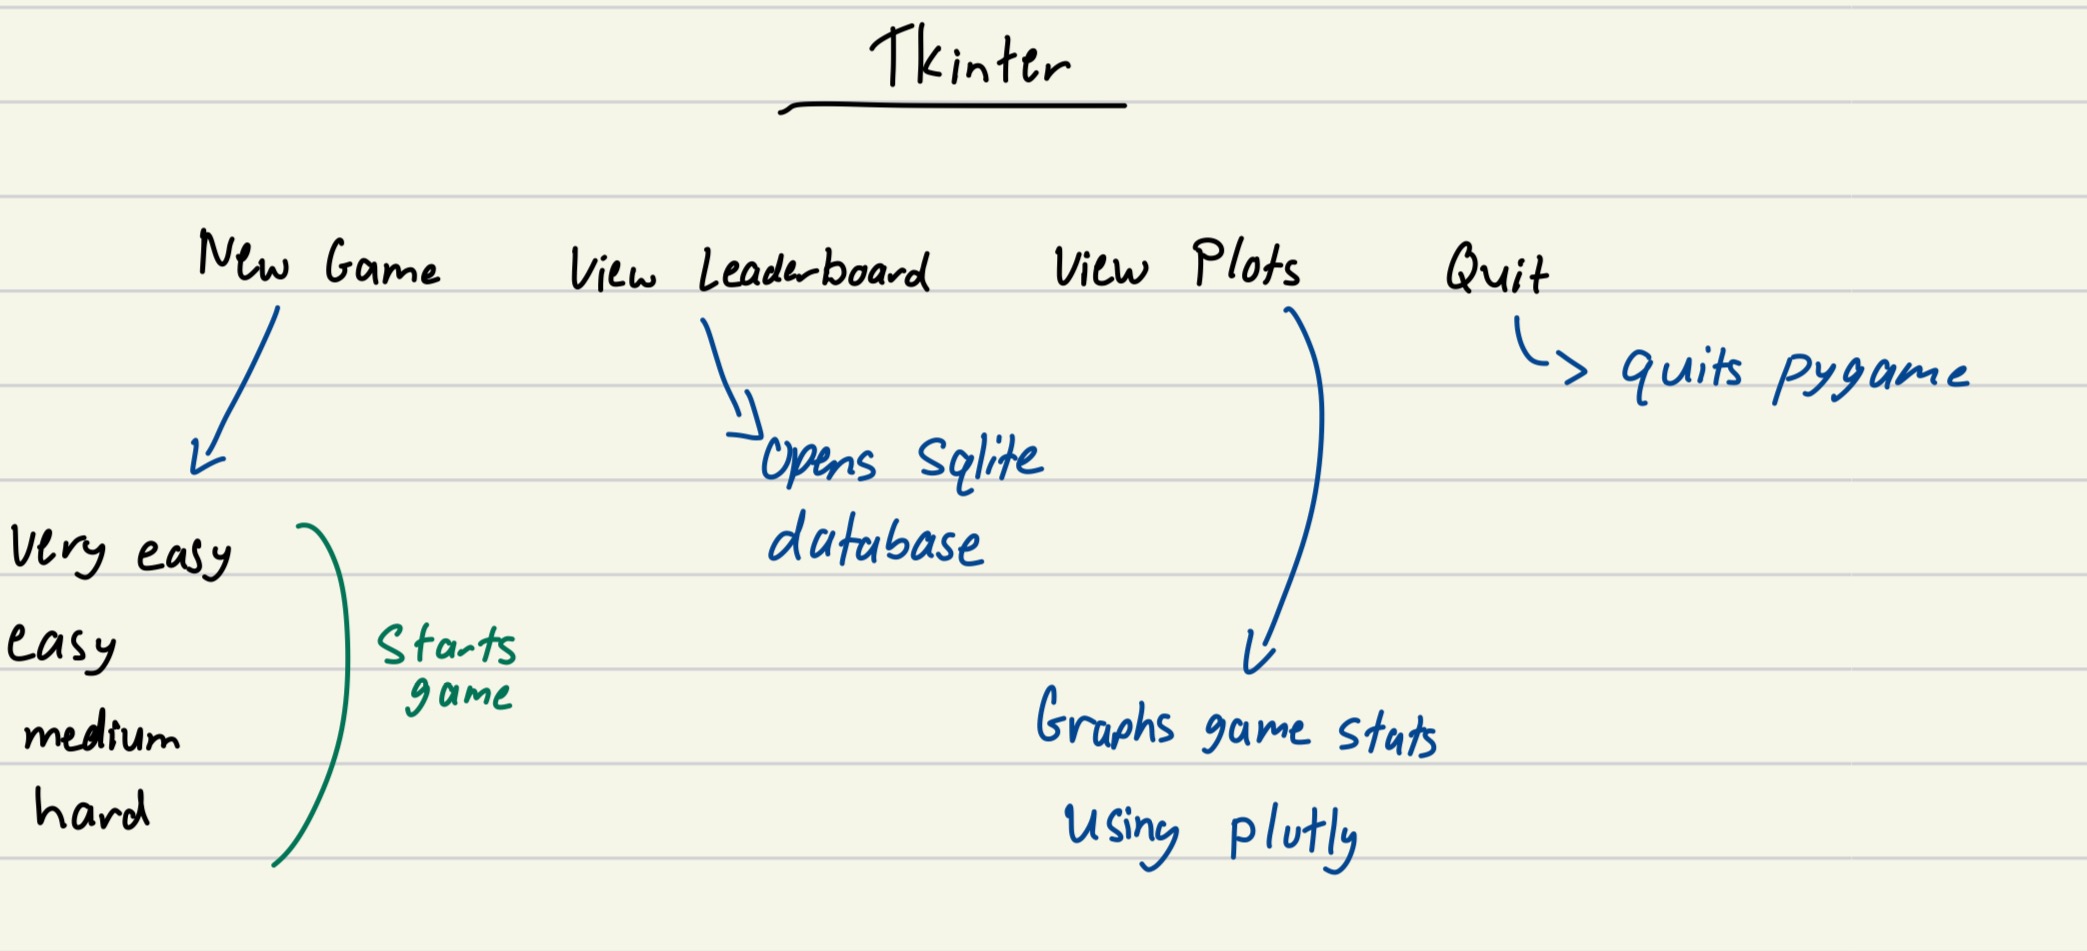 Tkinter
New Game View Leaderboard View Plots Quit
quits pygame
opens Sqlite
database
Very easy
easy
medium
hard
Starts
game
Graphs game stats
using plotly